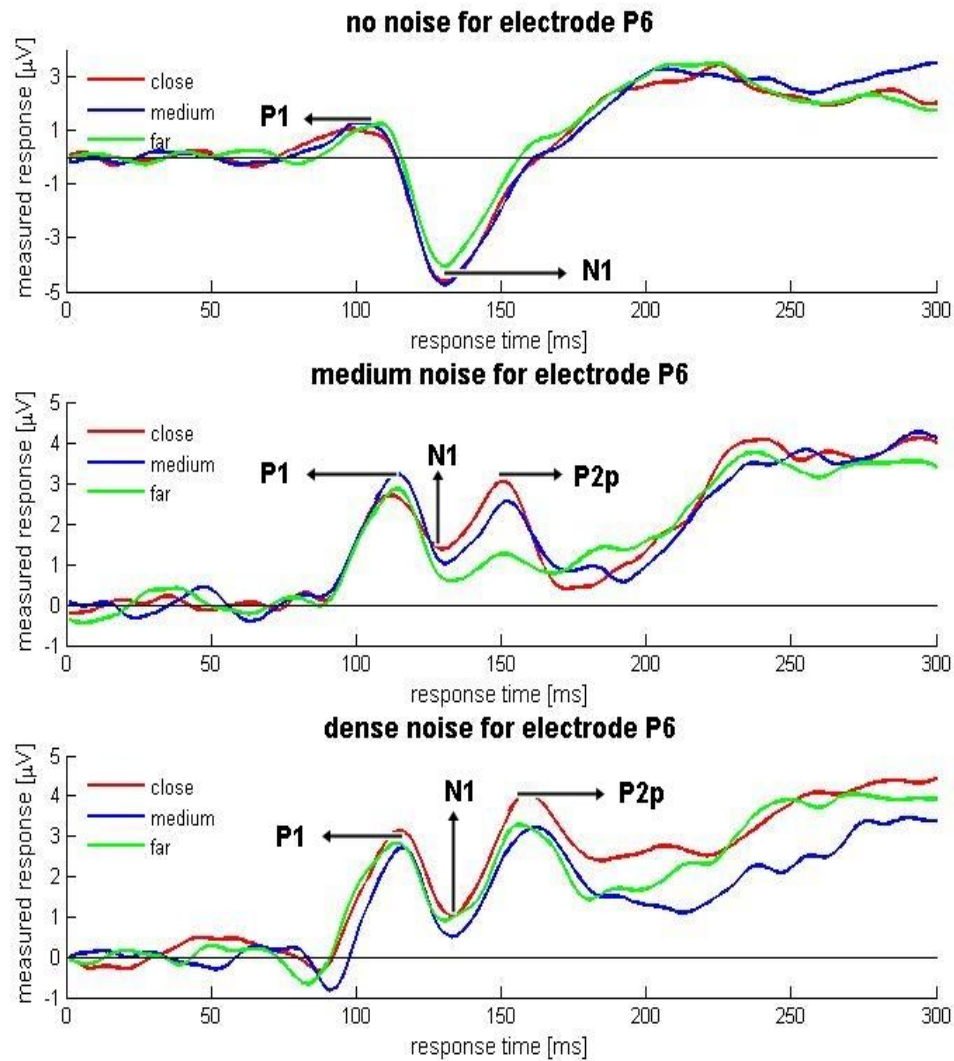 no noise for electrode P6
measured response [µV]
3
1
-1
-3
-5
close
medium
far
P1
N1
0 50 100 150 200 250 300
response time [ms]
medium noise for electrode P6
measured response [µV]
5
4
3
2
1
0
-1
close
medium
far
P1
N1
P2p
0 50 100 150 200 250 300
response time [ms]
dense noise for electrode P6
measured response [µV]
5
4
3
2
1
0
-1
close
medium
far
P1
N1
P2p
0 50 100 150 200 250 300
response time [ms]